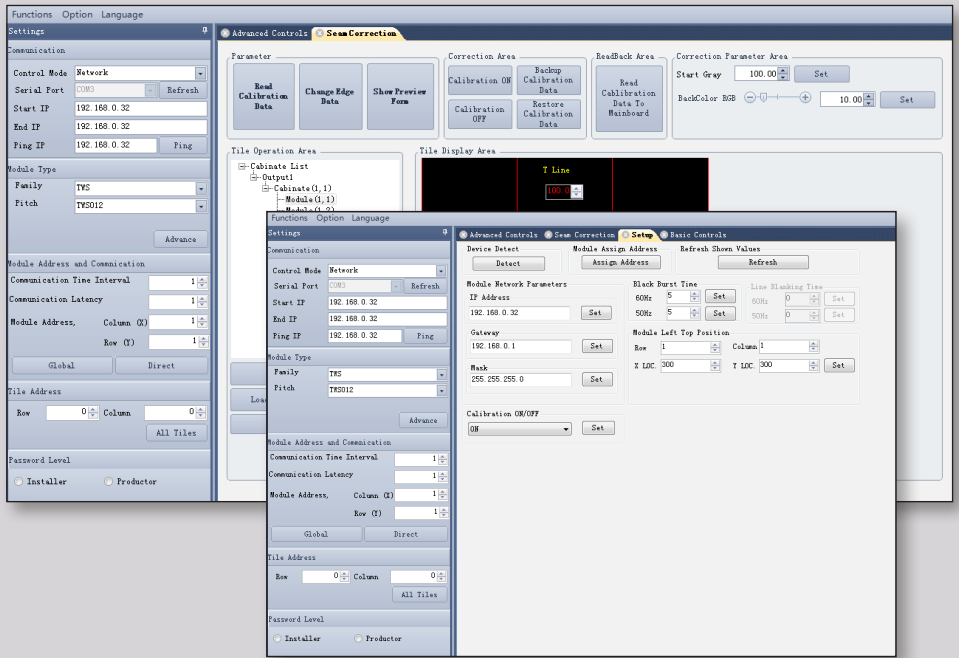 Functions Option Language
Settings
Communication
Control Mode Network
Serial Port COM3 Refresh
Start IP 192.168.0.32
End IP 192.168.0.32
Ping IP 192.168.0.32 Ping
Module Type
Family TWS
Pitch TWS012
Advance
Module Address and Commnication
Communication Time Interval 1
Communication Latency 1
Module Address, Column (X) 1
Row (Y) 1
Global Direct
Tile Address
Row 0 Column 0
All Tiles
Password Level
Installer Productor
Advanced Controls Seam Correction
Parameter
Read Calibration Data
Change Edge Data
Show Preview Form
Correction Area
Calibration ON
Backup Calibration Data
Calibration OFF
Restore Calibration Data
ReadBack Area
Read Cablibration Data To Mainboard
Correction Parameter Area
Start Gray 100.00 Set
BackColor RGB 10.00 Set
Tile Operation Area
Cabinate List
Output1
Cabinate(1,1)
Module(1,1)
Module(1,2)
Tile Display Area
T Line
100.0
Functions Option Language
Settings
Communication
Control Mode Network
Serial Port COM3 Refresh
Start IP 192.168.0.32
End IP 192.168.0.32
Ping IP 192.168.0.32 Ping
Module Type
Family TWS
Pitch TWS012
Advance
Module Address and Commnication
Communication Time Interval 1
Communication Latency 1
Module Address, Column (X) 1
Row (Y) 1
Global Direct
Tile Address
Row 0 Column 0
All Tiles
Password Level
Installer Productor
Advanced Controls Seam Correction Setup Basic Controls
Device Detect Module Assign Address Refresh Shown Values
Detect Assign Address Refresh
Module Network Parameters
IP Address
192.168.0.32 Set
Gateway
192.168.0.1 Set
Mask
255.255.255.0 Set
Black Burst Time
60Hz 5 Set
50Hz 5 Set
Line Blanking Time
60Hz 0 Set
50Hz 0 Set
Module Left Top Position
Row 1 Column 1
X LOC. 300 Y LOC. 300 Set
Calibration ON/OFF
ON Set